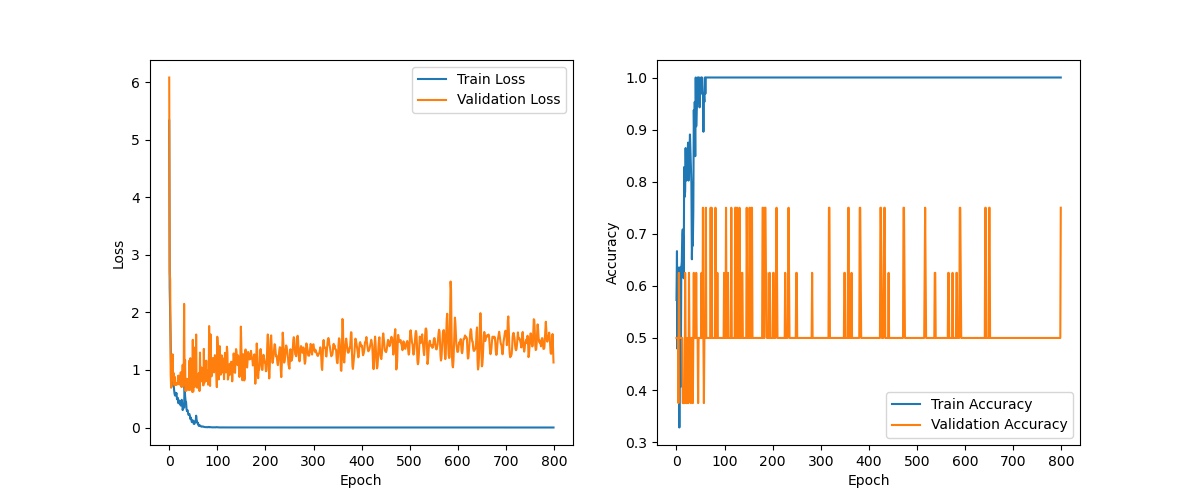 6
5
4
3
2
1
0
Loss
Train Loss
Validation Loss
0 100 200 300 400 500 600 700 800
Epoch
1.0
0.9
0.8
0.7
0.6
0.5
0.4
0.3
Accuracy
Train Accuracy
Validation Accuracy
0 100 200 300 400 500 600 700 800
Epoch